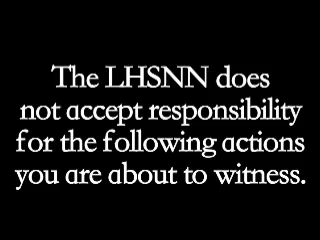 The LHSNN does
not accept responsibility
for the following actions
you are about to witness.